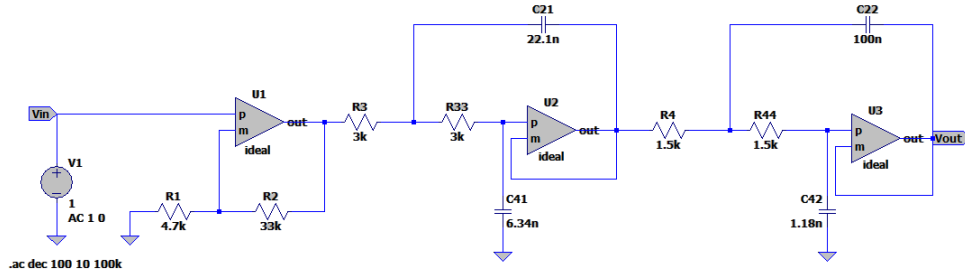 C21
22.1n
C22
100n
Vin
U1
p
m
out
ideal
R3
3k
R33
3k
U2
p
m
out
ideal
R4
1.5k
R44
1.5k
U3
p
m
out
ideal
Vout
V1
1
AC 1 0
R1
4.7k
R2
33k
C41
6.34n
C42
1.18n
.ac dec 100 10 100k